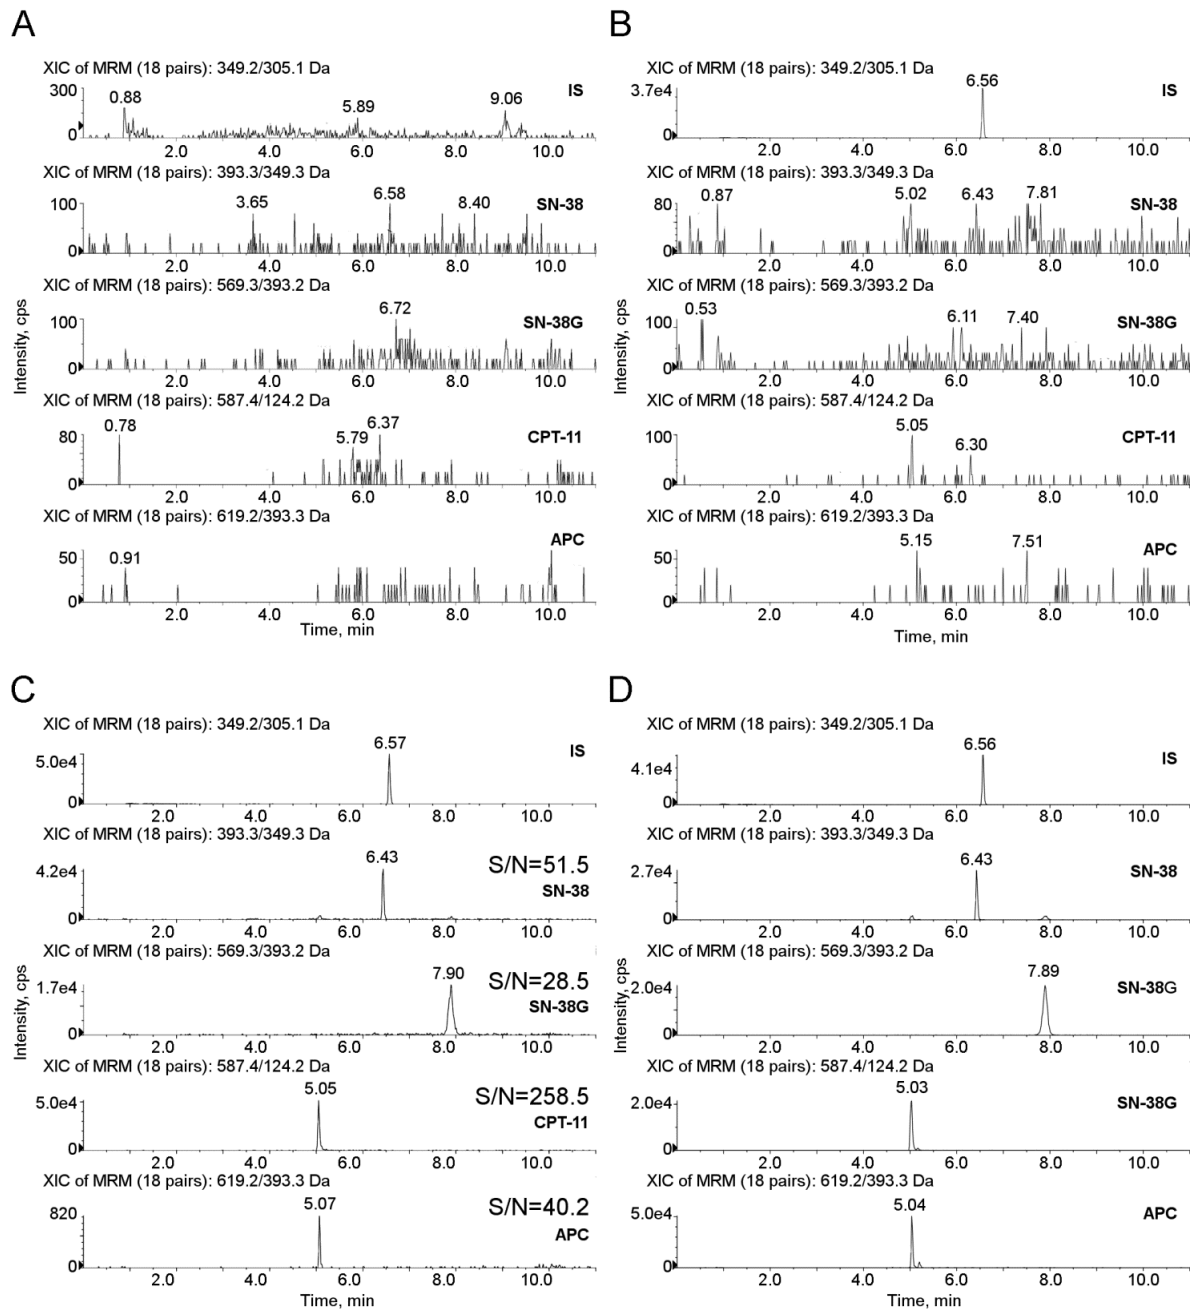 A
XIC of MRM (18 pairs): 349.2/305.1 Da
300
0
0.88
5.89
9.06
IS
2.0 4.0 6.0 8.0 10.0
XIC of MRM (18 pairs): 393.3/349.3 Da
100
0
3.65
6.58
8.40
SN-38
2.0 4.0 6.0 8.0 10.0
XIC of MRM (18 pairs): 569.3/393.2 Da
100
0
6.72
SN-38G
2.0 4.0 6.0 8.0 10.0
XIC of MRM (18 pairs): 587.4/124.2 Da
80
0
0.78
5.79
6.37
CPT-11
2.0 4.0 6.0 8.0 10.0
XIC of MRM (18 pairs): 619.2/393.3 Da
50
0
0.91
APC
2.0 4.0 6.0 8.0 10.0
Intensity, cps
Time, min
B
XIC of MRM (18 pairs): 349.2/305.1 Da
3.7e4
0
6.56
IS
2.0 4.0 6.0 8.0 10.0
XIC of MRM (18 pairs): 393.3/349.3 Da
80
0
0.87
5.02
6.43
7.81
SN-38
2.0 4.0 6.0 8.0 10.0
XIC of MRM (18 pairs): 569.3/393.2 Da
100
0
0.53
6.11
7.40
SN-38G
2.0 4.0 6.0 8.0 10.0
XIC of MRM (18 pairs): 587.4/124.2 Da
100
0
5.05
6.30
CPT-11
2.0 4.0 6.0 8.0 10.0
XIC of MRM (18 pairs): 619.2/393.3 Da
50
0
5.15
7.51
APC
2.0 4.0 6.0 8.0 10.0
Intensity, cps
Time, min
C
XIC of MRM (18 pairs): 349.2/305.1 Da
5.0e4
0
6.57
IS
2.0 4.0 6.0 8.0 10.0
XIC of MRM (18 pairs): 393.3/349.3 Da
4.2e4
0
6.43
S/N=51.5
SN-38
2.0 4.0 6.0 8.0 10.0
XIC of MRM (18 pairs): 569.3/393.2 Da
1.7e4
0
7.90
S/N=28.5
SN-38G
2.0 4.0 6.0 8.0 10.0
XIC of MRM (18 pairs): 587.4/124.2 Da
5.0e4
0
5.05
S/N=258.5
CPT-11
2.0 4.0 6.0 8.0 10.0
XIC of MRM (18 pairs): 619.2/393.3 Da
820
0
5.07
S/N=40.2
APC
2.0 4.0 6.0 8.0 10.0
Intensity, cps
Time, min
D
XIC of MRM (18 pairs): 349.2/305.1 Da
4.1e4
0
6.56
IS
2.0 4.0 6.0 8.0 10.0
XIC of MRM (18 pairs): 393.3/349.3 Da
2.7e4
0
6.43
SN-38
2.0 4.0 6.0 8.0 10.0
XIC of MRM (18 pairs): 569.3/393.2 Da
2.0e4
0
7.89
SN-38G
2.0 4.0 6.0 8.0 10.0
XIC of MRM (18 pairs): 587.4/124.2 Da
2.0e4
0
5.03
SN-38G
2.0 4.0 6.0 8.0 10.0
XIC of MRM (18 pairs): 619.2/393.3 Da
5.0e4
0
5.04
APC
2.0 4.0 6.0 8.0 10.0
Intensity, cps
Time, min